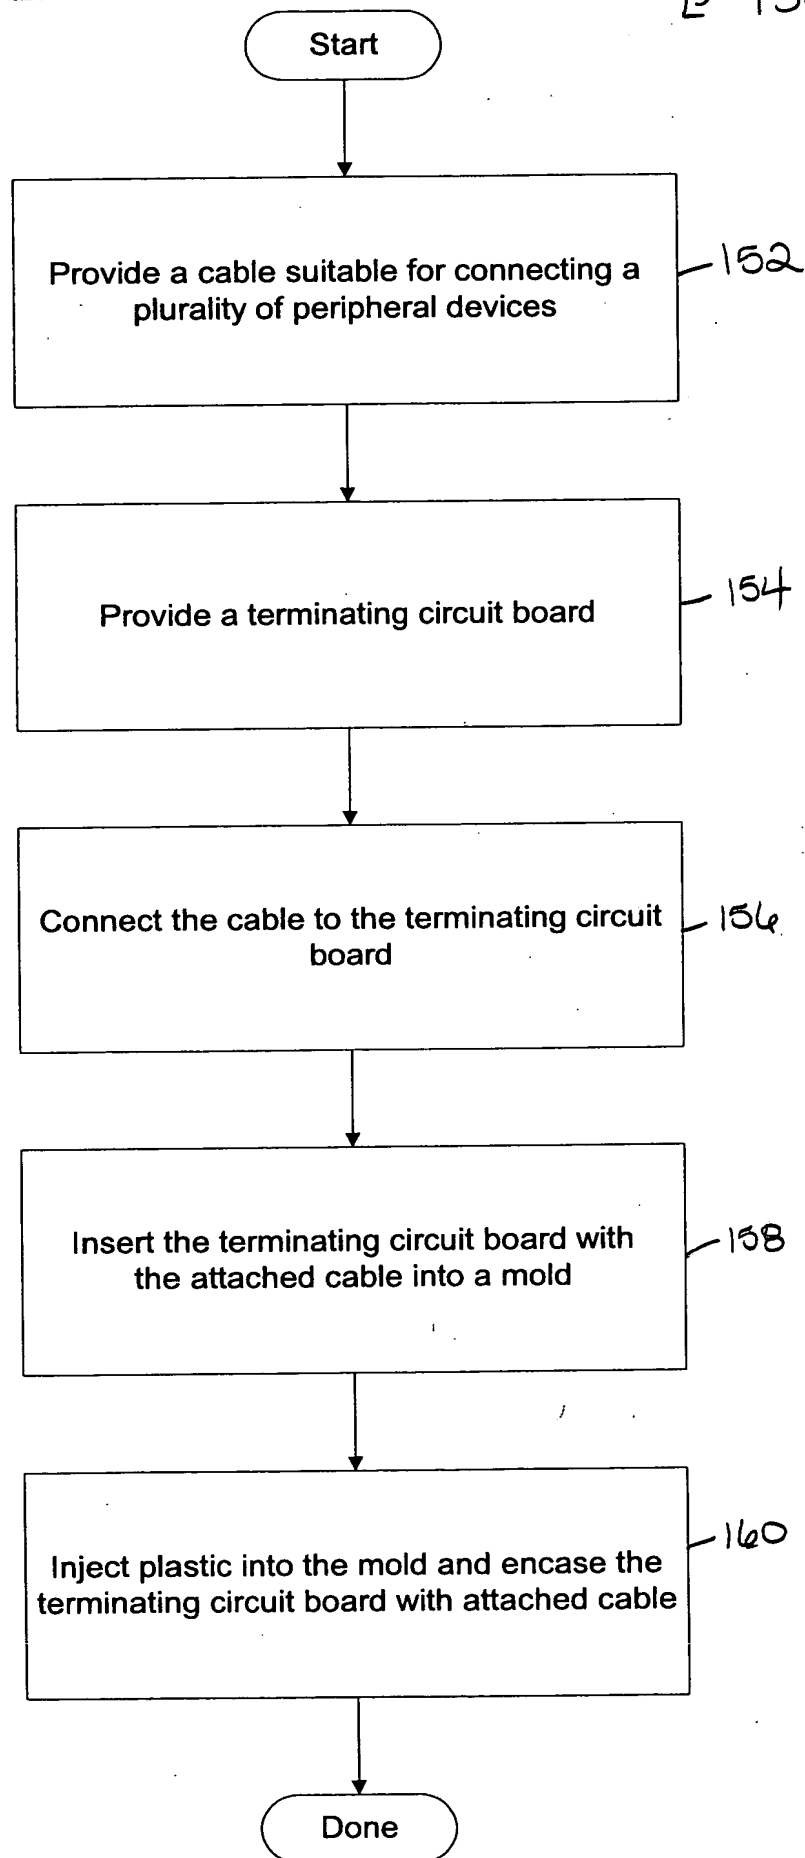 Start
Provide a cable suitable for connecting a
plurality of peripheral devices
152
Provide a terminating circuit board
154
Connect the cable to the terminating circuit
board
156
Insert the terminating circuit board with
the attached cable into a mold
158
Inject plastic into the mold and encase the
terminating circuit board with attached cable
160
Done